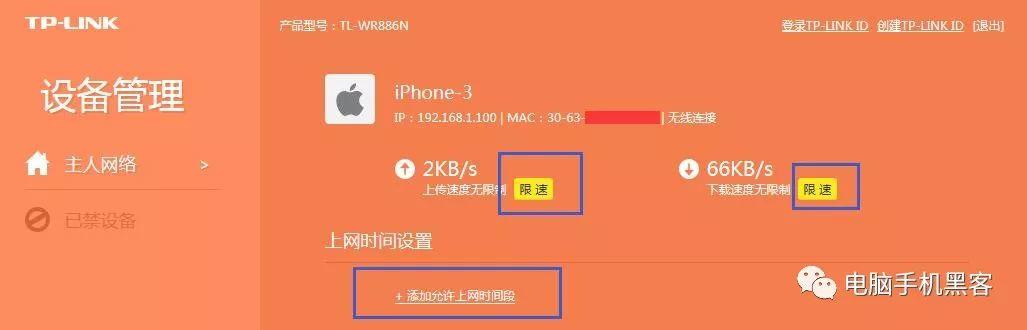 TP-LINK
产品型号：TL-WR886N
登录TP-LINK ID 创建TP-LINK ID [退出]
设备管理
主人网络 >
已禁设备
iPhone-3
IP：192.168.1.100 | MAC：30-63- | 无线连接
2KB/s
上传速度无限制 限速
66KB/s
下载速度无限制 限速
上网时间设置
+ 添加允许上网时间段
电脑手机黑客